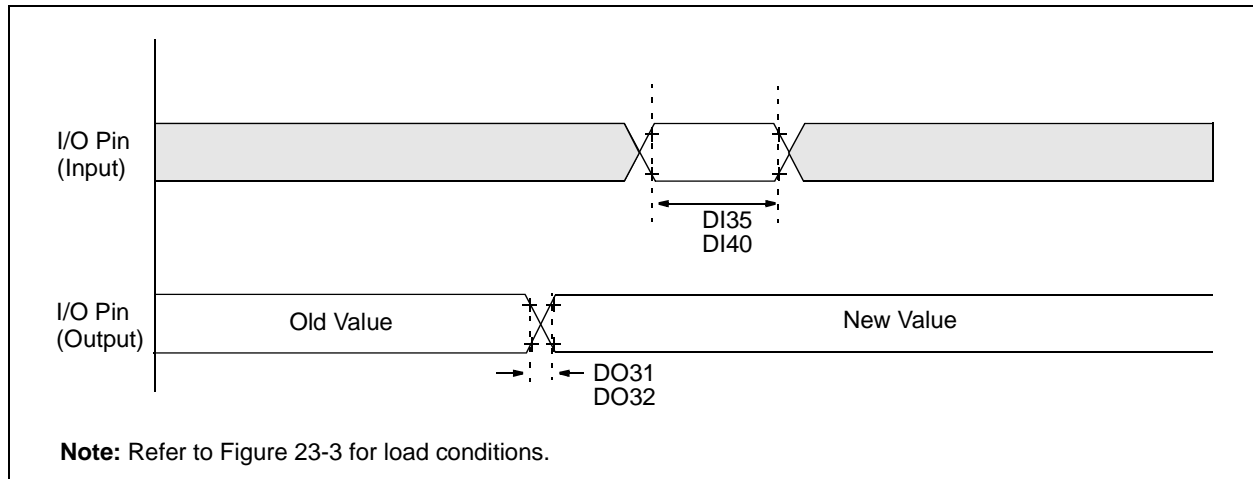 I/O Pin
(Input)
DI35
DI40
I/O Pin
(Output)
Old Value
New Value
DO31
DO32
Note: Refer to Figure 23-3 for load conditions.